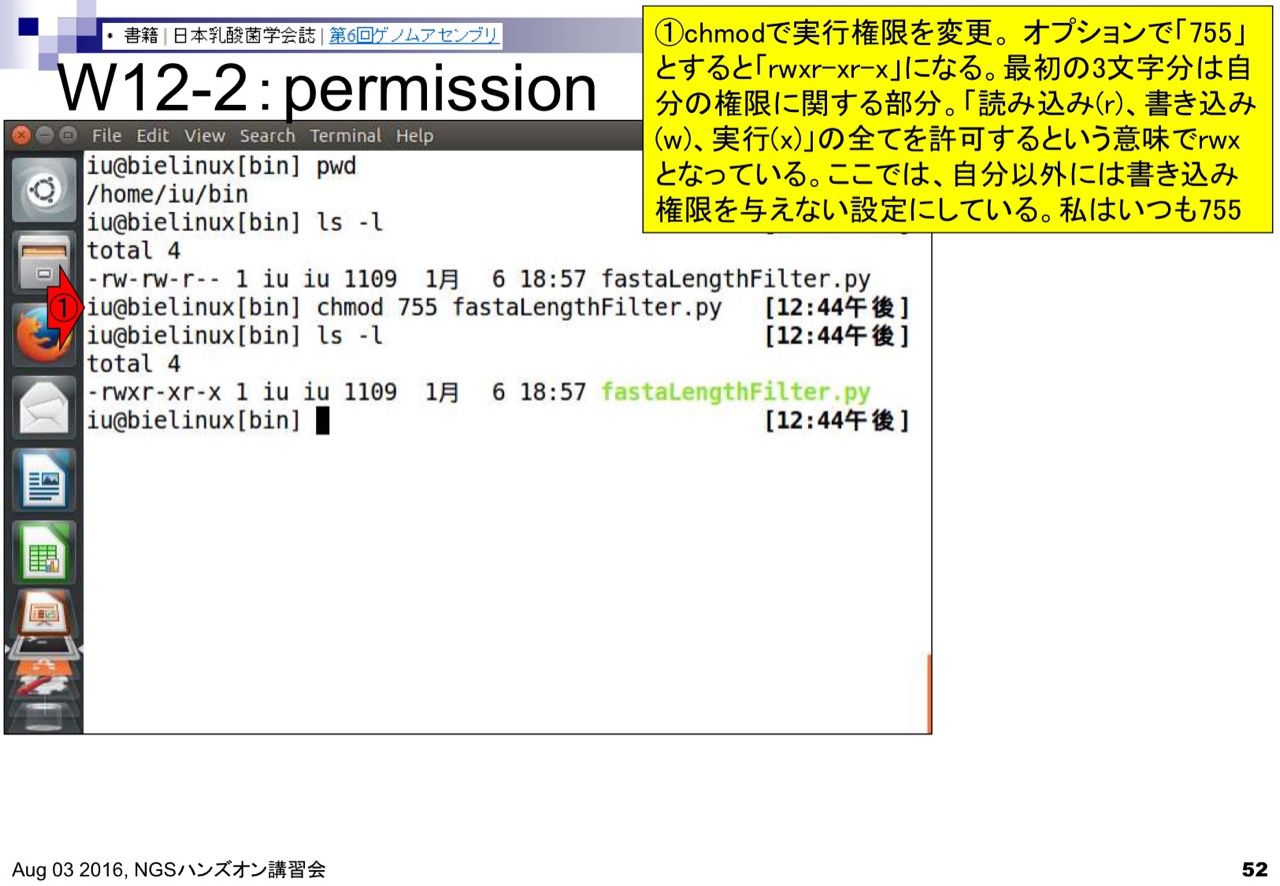 ・ 書籍 | 日本乳酸菌学会誌 | 第6回ゲノムアセンブリ
W12-2：permission
①chmodで実行権限を変更。オプションで「755」
とすると「rwxr-xr-x」になる。最初の3文字分は自
分の権限に関する部分。「読み込み(r)、書き込み
(w)、実行(x)」の全てを許可するという意味でrwx
となっている。ここでは、自分以外には書き込み
権限を与えない設定にしている。私はいつも755
File Edit View Search Terminal Help
iu@bielinux[bin] pwd
/home/iu/bin
iu@bielinux[bin] ls -l
total 4
-rw-rw-r-- 1 iu iu 1109 1月 6 18:57 fastaLengthFilter.py
①
iu@bielinux[bin] chmod 755 fastaLengthFilter.py [12:44午後]
iu@bielinux[bin] ls -l [12:44午後]
total 4
-rwxr-xr-x 1 iu iu 1109 1月 6 18:57 fastaLengthFilter.py
iu@bielinux[bin] [12:44午後]
Aug 03 2016, NGSハンズオン講習会
52